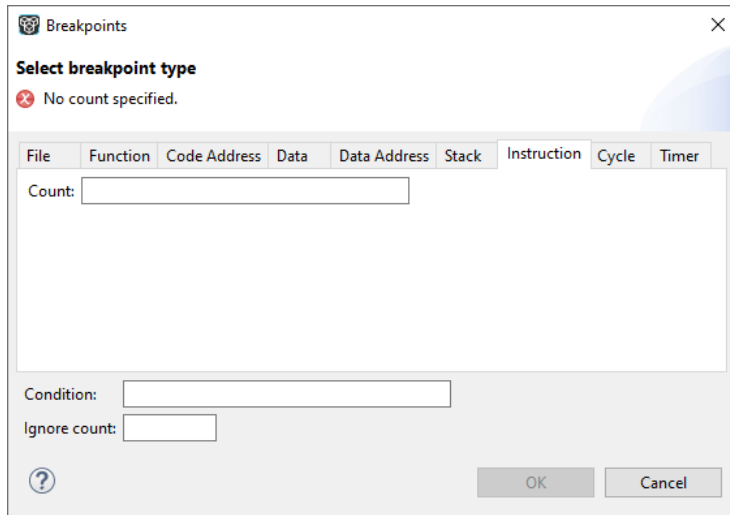 Breakpoints
Select breakpoint type
No count specified.
File Function Code Address Data Data Address Stack Instruction Cycle Timer
Count:
Condition:
Ignore count:
? OK Cancel